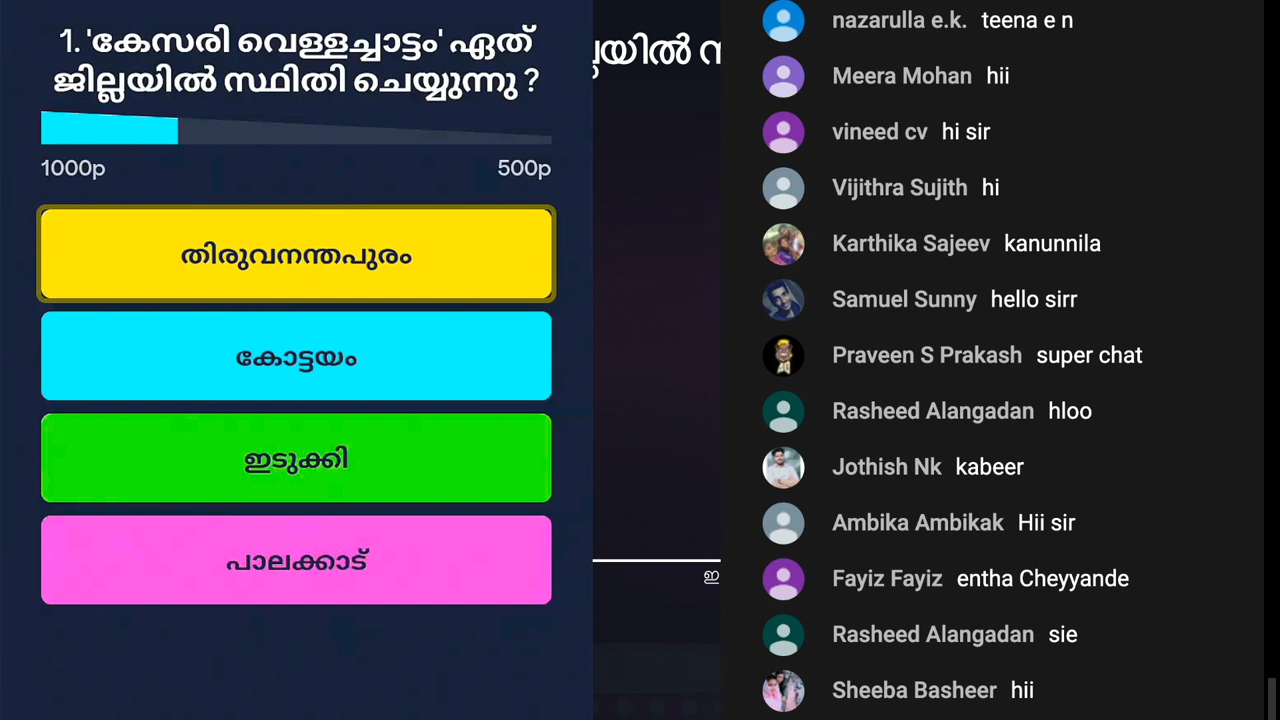 1. 'കേസരി വെള്ളച്ചാട്ടം' ഏത്
ജില്ലയിൽ സ്ഥിതി ചെയ്യുന്നു ?
1000p
500p
തിരുവനന്തപുരം
കോട്ടയം
ഇടുക്കി
പാലക്കാട്
nazarulla e.k. teena e n
Meera Mohan hii
vineed cv hi sir
Vijithra Sujith hi
Karthika Sajeev kanunnila
Samuel Sunny hello sirr
Praveen S Prakash super chat
Rasheed Alangadan hloo
Jothish Nk kabeer
Ambika Ambikak Hii sir
Fayiz Fayiz entha Cheyyande
Rasheed Alangadan sie
Sheeba Basheer hii